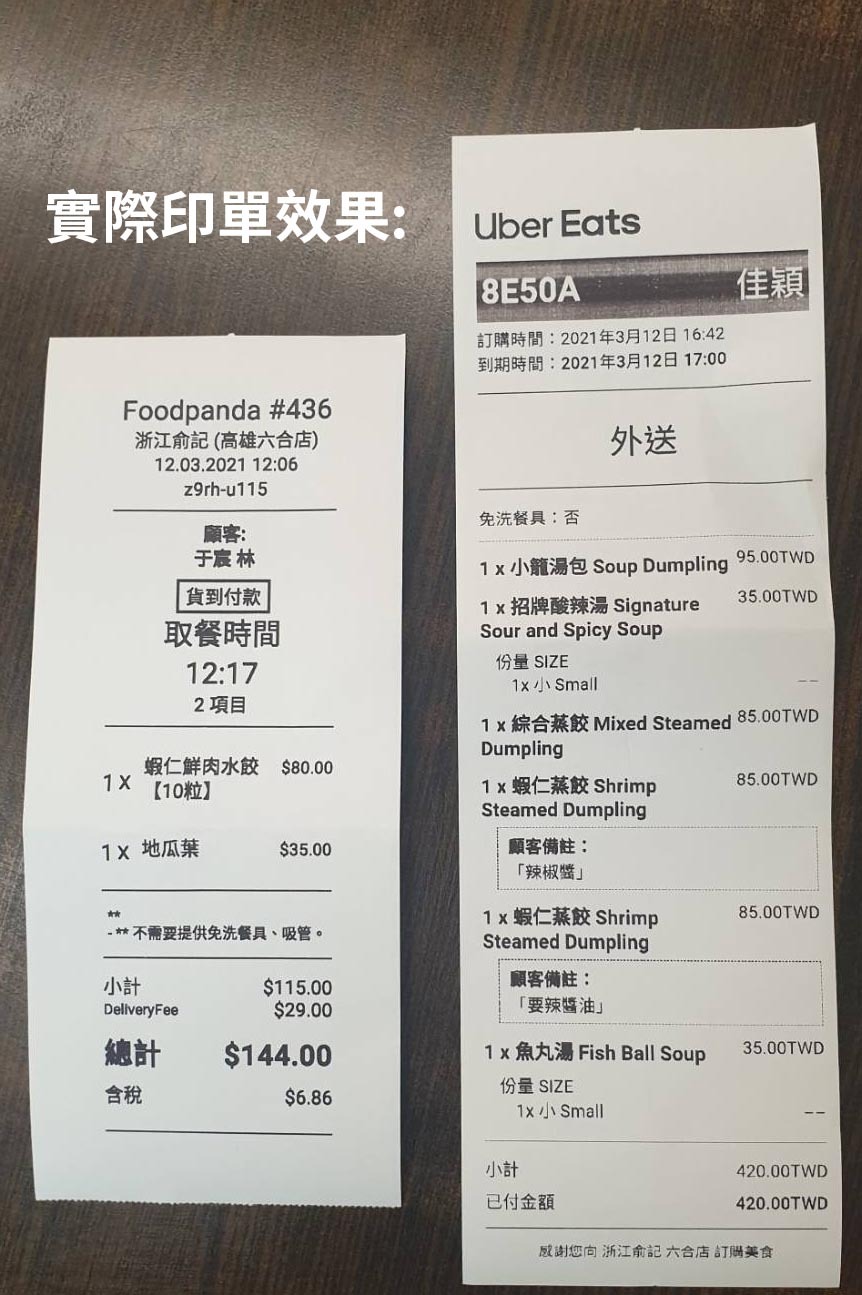 實際印單效果:
Foodpanda #436
浙江俞記 (高雄六合店)
12.03.2021 12:06
z9rh-u115
顧客:
于宸 林
貨到付款
取餐時間
12:17
2 項目
1 X 蝦仁鮮肉水餃 $80.00
【10粒】
1 X 地瓜葉 $35.00
**
- ** 不需要提供免洗餐具、吸管。
小計 $115.00
DeliveryFee $29.00
總計 $144.00
含稅 $6.86
Uber Eats
8E50A 佳穎
訂購時間：2021年3月12日 16:42
到期時間：2021年3月12日 17:00
外送
免洗餐具：否
1 x 小籠湯包 Soup Dumpling 95.00TWD
1 x 招牌酸辣湯 Signature 35.00TWD
Sour and Spicy Soup
份量 SIZE
1x 小 Small --
1 x 綜合蒸餃 Mixed Steamed 85.00TWD
Dumpling
1 x 蝦仁蒸餃 Shrimp 85.00TWD
Steamed Dumpling
顧客備註：
「辣椒醬」
1 x 蝦仁蒸餃 Shrimp 85.00TWD
Steamed Dumpling
顧客備註：
「要辣醬油」
1 x 魚丸湯 Fish Ball Soup 35.00TWD
份量 SIZE
1x 小 Small --
小計 420.00TWD
已付金額 420.00TWD
感謝您向 浙江俞記 六合店 訂購美食